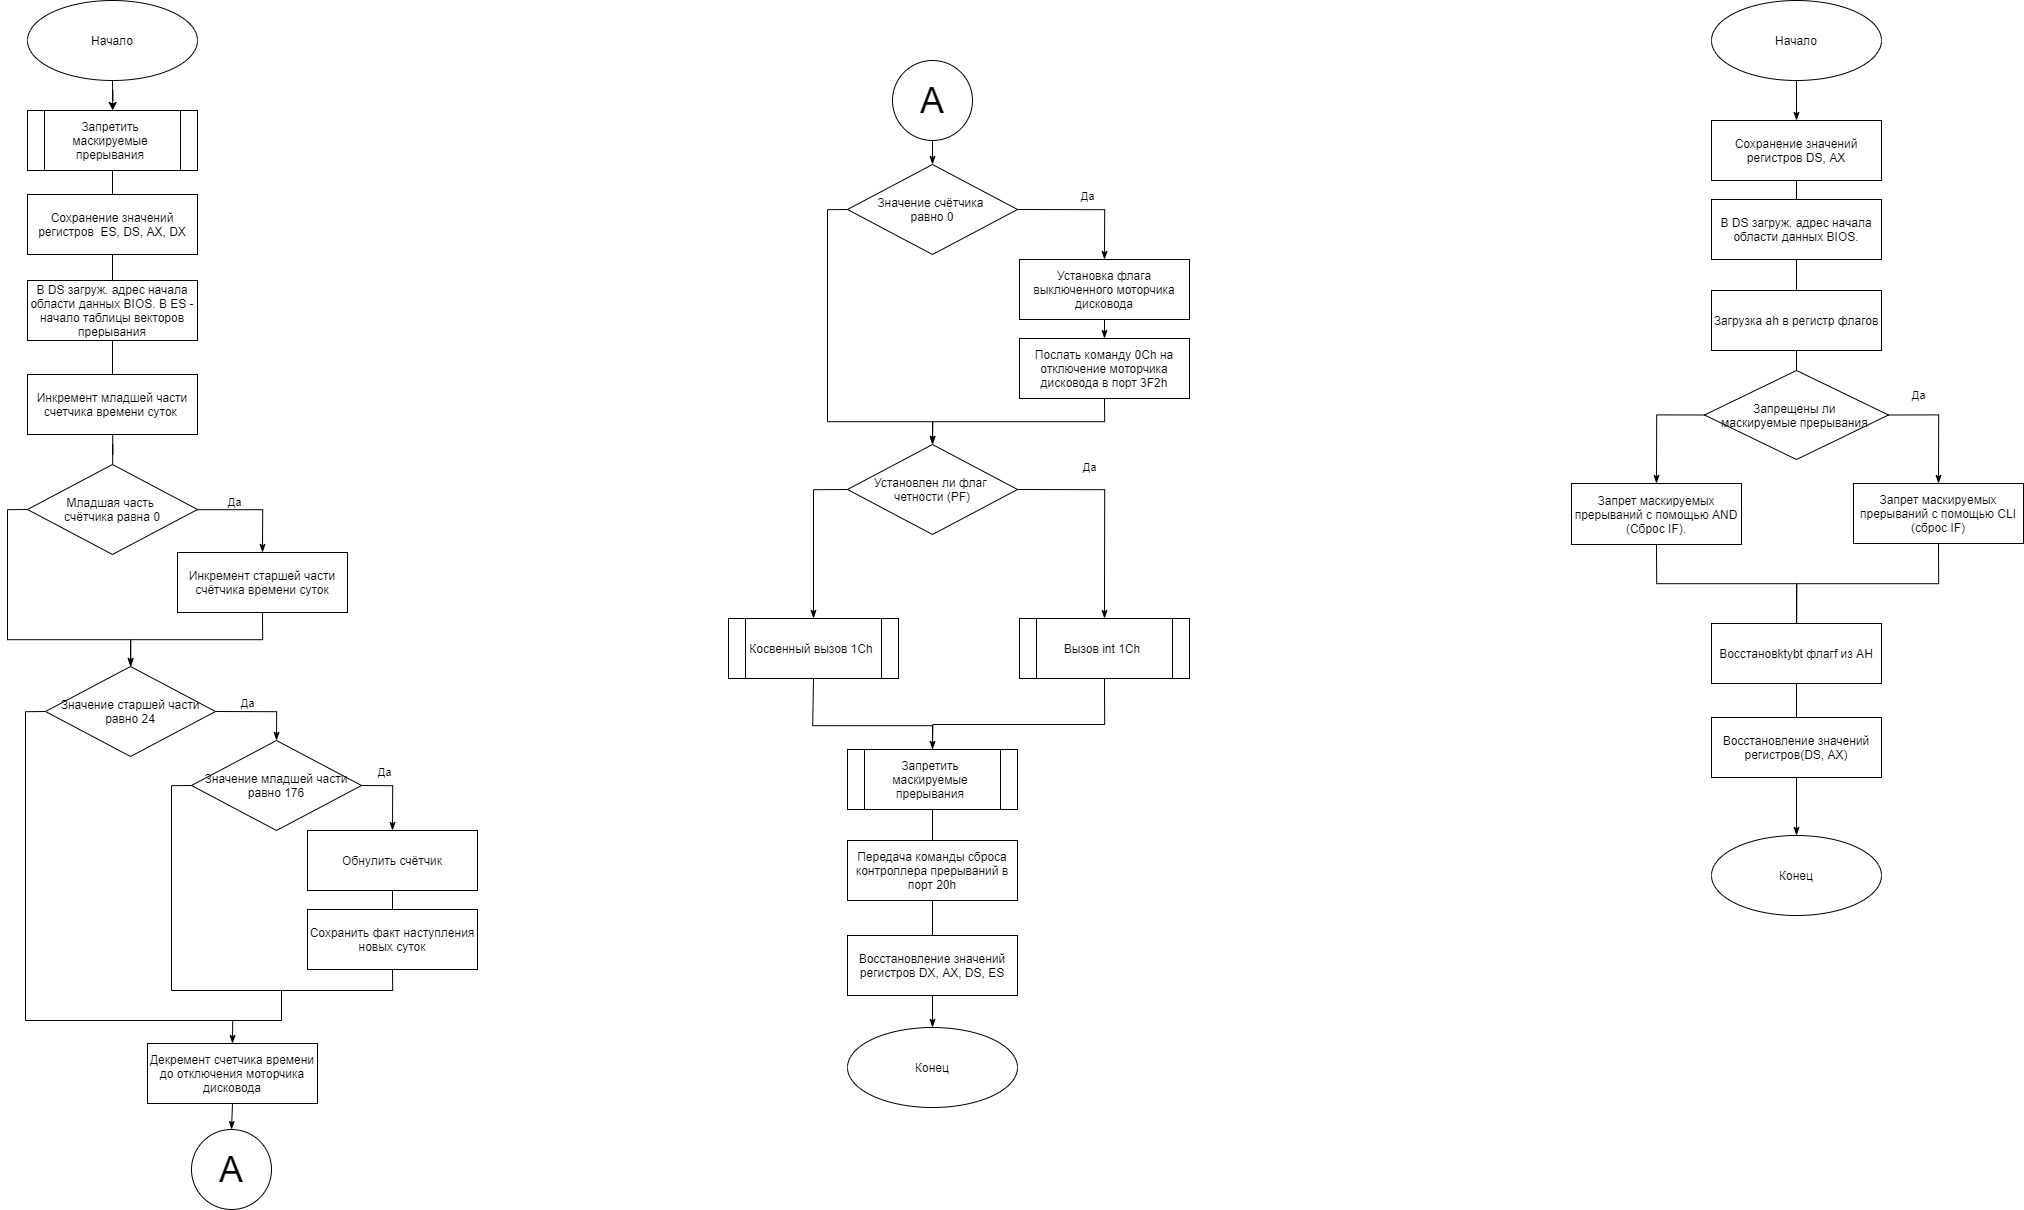 Начало
Запретить
маскируемые
прерывания
Сохранение значений
регистров ES, DS, AX, DX
В DS загруж. адрес начала
области данных BIOS. В ES -
начало таблицы векторов
прерывания
Инкремент младшей части
счетчика времени суток
Младшая часть
счётчика равна 0
Да
Инкремент старшей части
счётчика времени суток
Значение старшей части
равно 24
Да
Значение младшей части
равно 176
Да
Обнулить счётчик
Сохранить факт наступления
новых суток
Декремент счетчика времени
до отключения моторчика
дисковода
А
А
Значение счётчика
равно 0
Да
Установка флага
выключенного моторчика
дисковода
Послать команду 0Ch на
отключение моторчика
дисковода в порт 3F2h
Установлен ли флаг
четности (PF)
Да
Косвенный вызов 1Ch
Вызов int 1Ch
Запретить
маскируемые
прерывания
Передача команды сброса
контроллера прерываний в
порт 20h
Восстановление значений
регистров DX, AX, DS, ES
Конец
Начало
Сохранение значений
регистров DS, AX
В DS загруж. адрес начала
области данных BIOS.
Загрузка ah в регистр флагов
Запрещены ли
маскируемые прерывания
Да
Запрет маскируемых
прерываний с помощью AND
(Сброс IF).
Запрет маскируемых
прерываний с помощью CLI
(сброс IF)
Восстановktybt флагf из AH
Восстановление значений
регистров(DS, AX)
Конец